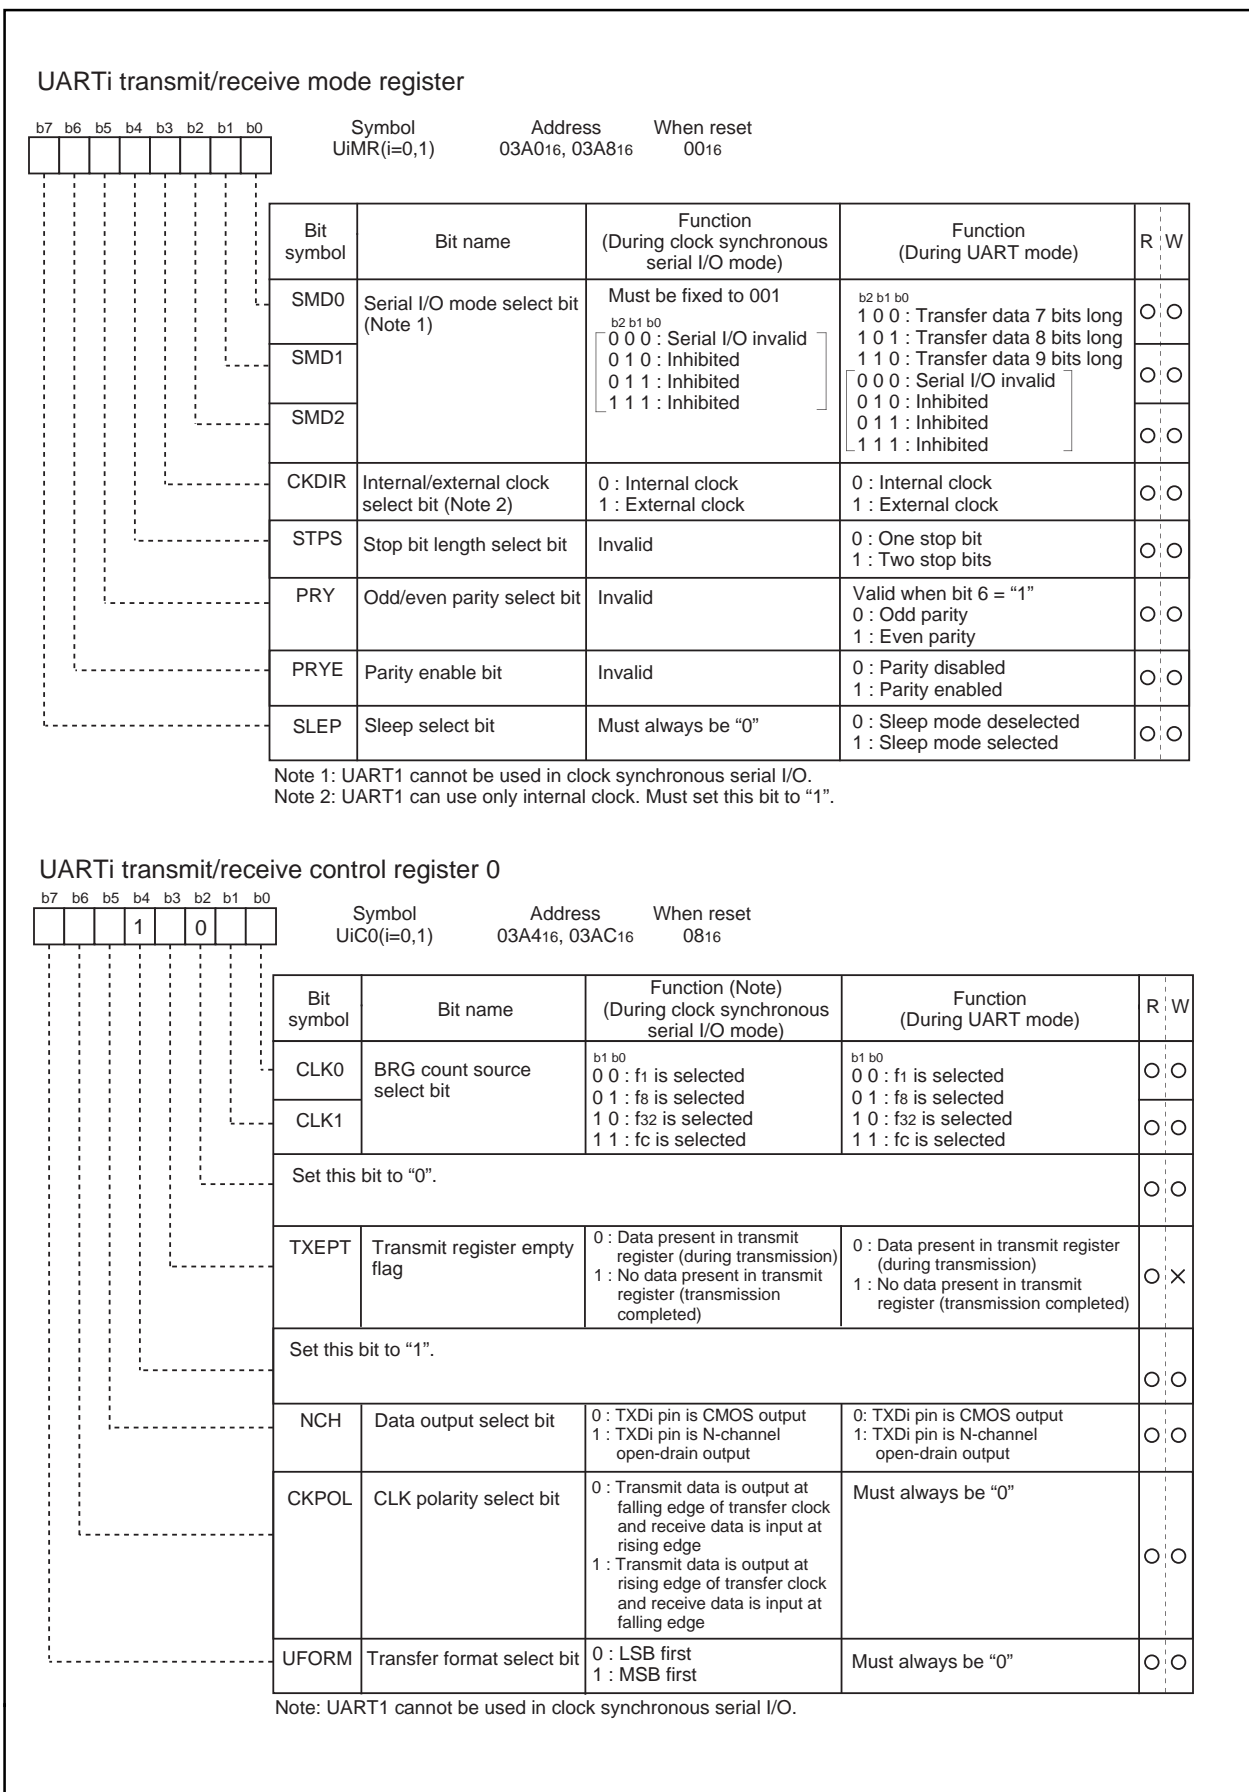 UARTi transmit/receive mode register
b7 b6 b5 b4 b3 b2 b1 b0
Symbol Address When reset
UiMR(i=0,1) 03A016, 03A816 0016
Bit symbol Bit name Function (During clock synchronous serial I/O mode) Function (During UART mode) R W
SMD0 Serial I/O mode select bit (Note 1)
SMD1
SMD2
Must be fixed to 001
b2 b1 b0
0 0 0 : Serial I/O invalid
0 1 0 : Inhibited
0 1 1 : Inhibited
1 1 1 : Inhibited
b2 b1 b0
1 0 0 : Transfer data 7 bits long
1 0 1 : Transfer data 8 bits long
1 1 0 : Transfer data 9 bits long
0 0 0 : Serial I/O invalid
0 1 0 : Inhibited
0 1 1 : Inhibited
1 1 1 : Inhibited
CKDIR Internal/external clock select bit (Note 2)
0 : Internal clock
1 : External clock
0 : Internal clock
1 : External clock
STPS Stop bit length select bit Invalid
0 : One stop bit
1 : Two stop bits
PRY Odd/even parity select bit Invalid
Valid when bit 6 = “1”
0 : Odd parity
1 : Even parity
PRYE Parity enable bit Invalid
0 : Parity disabled
1 : Parity enabled
SLEP Sleep select bit Must always be “0”
0 : Sleep mode deselected
1 : Sleep mode selected
Note 1: UART1 cannot be used in clock synchronous serial I/O.
Note 2: UART1 can use only internal clock. Must set this bit to “1”.
UARTi transmit/receive control register 0
b7 b6 b5 b4 b3 b2 b1 b0
1 0
Symbol Address When reset
UiC0(i=0,1) 03A416, 03AC16 0816
Bit symbol Bit name Function (Note) (During clock synchronous serial I/O mode) Function (During UART mode) R W
CLK0 BRG count source select bit
CLK1
b1 b0
0 0 : f1 is selected
0 1 : f8 is selected
1 0 : f32 is selected
1 1 : fc is selected
b1 b0
0 0 : f1 is selected
0 1 : f8 is selected
1 0 : f32 is selected
1 1 : fc is selected
Set this bit to “0”.
TXEPT Transmit register empty flag
0 : Data present in transmit
register (during transmission)
1 : No data present in transmit
register (transmission
completed)
0 : Data present in transmit register
(during transmission)
1 : No data present in transmit
register (transmission completed)
Set this bit to “1”.
NCH Data output select bit
0 : TXDi pin is CMOS output
1 : TXDi pin is N-channel
open-drain output
0: TXDi pin is CMOS output
1: TXDi pin is N-channel
open-drain output
CKPOL CLK polarity select bit
0 : Transmit data is output at
falling edge of transfer clock
and receive data is input at
rising edge
1 : Transmit data is output at
rising edge of transfer clock
and receive data is input at
falling edge
Must always be “0”
UFORM Transfer format select bit
0 : LSB first
1 : MSB first
Must always be “0”
Note: UART1 cannot be used in clock synchronous serial I/O.